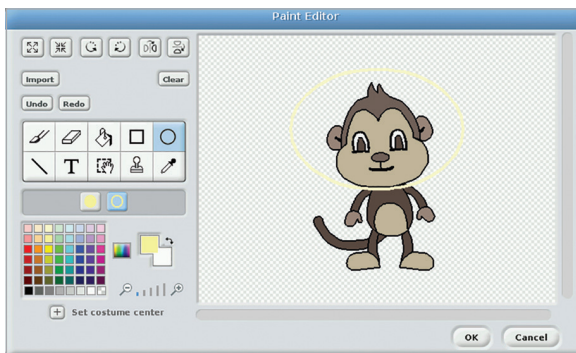 Paint Editor
Import
Clear
Undo
Redo
T
Set costume center
OK
Cancel